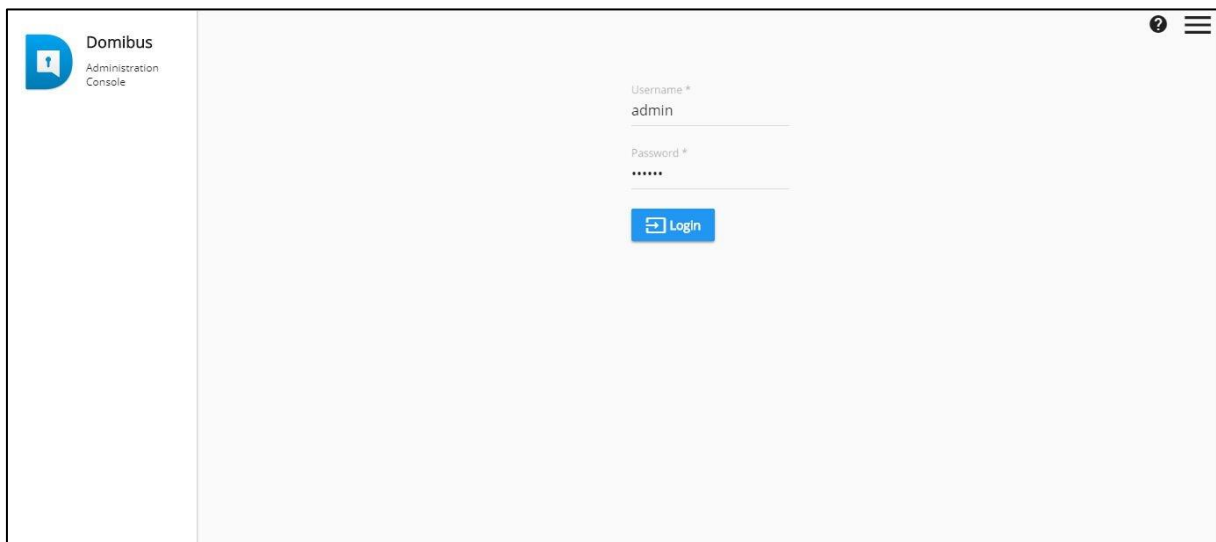 Domibus
Administration
Console
?
Username *
admin
Password *
••••••
Login